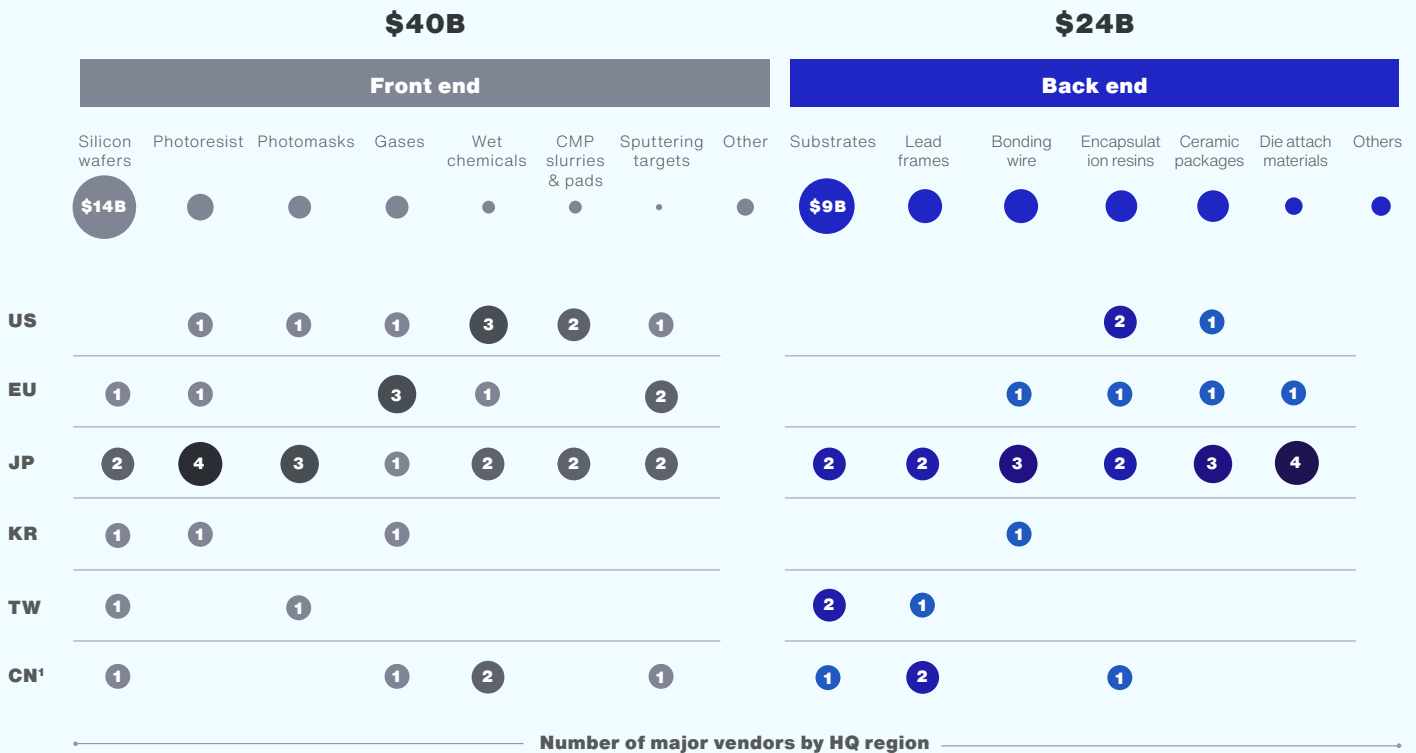 $40B
$24B
Front end
Back end
Silicon
wafers
Photoresist
Photomasks
Gases
Wet
chemicals
CMP
slurries
& pads
Sputtering
targets
Other
Substrates
Lead
frames
Bonding
wire
Encapsulat
ion resins
Ceramic
packages
Die attach
materials
Others
$14B
$9B
US 1 1 1 3 2 1 2 1
EU 1 1 3 1 2 1 1 1 1
JP 2 4 3 1 2 2 2 2 2 3 2 3 4
KR 1 1 1 1
TW 1 1 2 1
CN¹ 1 1 2 1 1 2 1
Number of major vendors by HQ region